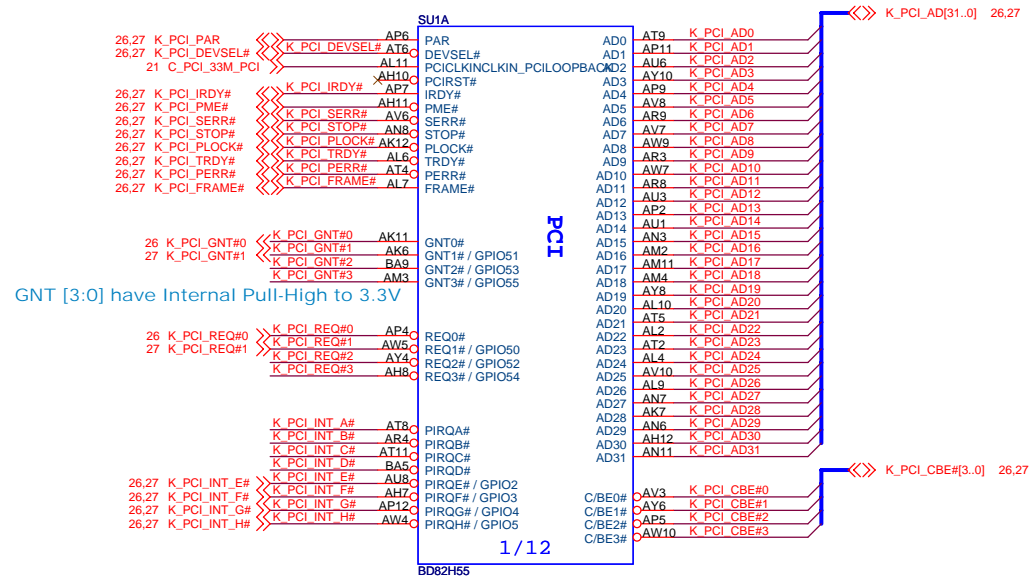 SU1A
K_PCI_AD[31..0] 26,27
26,27 K_PCI_PAR AP6 PAR
26,27 K_PCI_DEVSEL# K_PCI_DEVSEL# AT6 DEVSEL#
21 C_PCI_33M_PCI AL11 PCICLKINCLKIN_PCILOOPBACK
AH10 PCIRST#
26,27 K_PCI_IRDY# K_PCI_IRDY# AP7 IRDY#
26,27 K_PCI_PME# AH11 PME#
26,27 K_PCI_SERR# K_PCI_SERR# AV6 SERR#
26,27 K_PCI_STOP# K_PCI_STOP# AN8 STOP#
26,27 K_PCI_PLOCK# K_PCI_PLOCK# AK12 PLOCK#
26,27 K_PCI_TRDY# K_PCI_TRDY# AL6 TRDY#
26,27 K_PCI_PERR# K_PCI_PERR# AT4 PERR#
26,27 K_PCI_FRAME# K_PCI_FRAME# AL7 FRAME#
26 K_PCI_GNT#0 K_PCI_GNT#0 AK11 GNT0#
27 K_PCI_GNT#1 K_PCI_GNT#1 AK6 GNT1# / GPIO51
K_PCI_GNT#2 BA9 GNT2# / GPIO53
K_PCI_GNT#3 AM3 GNT3# / GPIO55
GNT [3:0] have Internal Pull-High to 3.3V
26 K_PCI_REQ#0 K_PCI_REQ#0 AP4 REQ0#
27 K_PCI_REQ#1 K_PCI_REQ#1 AW5 REQ1# / GPIO50
K_PCI_REQ#2 AY4 REQ2# / GPIO52
K_PCI_REQ#3 AH8 REQ3# / GPIO54
K_PCI_INT_A# AT8 PIRQA#
K_PCI_INT_B# AR4 PIRQB#
K_PCI_INT_C# AT11 PIRQC#
K_PCI_INT_D# BA5 PIRQD#
26,27 K_PCI_INT_E# K_PCI_INT_E# AU8 PIRQE# / GPIO2
26,27 K_PCI_INT_F# K_PCI_INT_F# AH7 PIRQF# / GPIO3
26,27 K_PCI_INT_G# K_PCI_INT_G# AP12 PIRQG# / GPIO4
26,27 K_PCI_INT_H# K_PCI_INT_H# AW4 PIRQH# / GPIO5
PCI
AD0 AT9 K_PCI_AD0
AD1 AP11 K_PCI_AD1
AD2 AU6 K_PCI_AD2
AD3 AY10 K_PCI_AD3
AD4 AP9 K_PCI_AD4
AD5 AV8 K_PCI_AD5
AD6 AR9 K_PCI_AD6
AD7 AV7 K_PCI_AD7
AD8 AW9 K_PCI_AD8
AD9 AR3 K_PCI_AD9
AD10 AW7 K_PCI_AD10
AD11 AR8 K_PCI_AD11
AD12 AU3 K_PCI_AD12
AD13 AP2 K_PCI_AD13
AD14 AU1 K_PCI_AD14
AD15 AN3 K_PCI_AD15
AD16 AM2 K_PCI_AD16
AD17 AM11 K_PCI_AD17
AD18 AM4 K_PCI_AD18
AD19 AY8 K_PCI_AD19
AD20 AL10 K_PCI_AD20
AD21 AT5 K_PCI_AD21
AD22 AL2 K_PCI_AD22
AD23 AT2 K_PCI_AD23
AD24 AL4 K_PCI_AD24
AD25 AV10 K_PCI_AD25
AD26 AL9 K_PCI_AD26
AD27 AN7 K_PCI_AD27
AD28 AK7 K_PCI_AD28
AD29 AN6 K_PCI_AD29
AD30 AH12 K_PCI_AD30
AD31 AN11 K_PCI_AD31
K_PCI_CBE#[3..0] 26,27
C/BE0# AV3 K_PCI_CBE#0
C/BE1# AY6 K_PCI_CBE#1
C/BE2# AP5 K_PCI_CBE#2
C/BE3# AW10 K_PCI_CBE#3
1/12
BD82H55